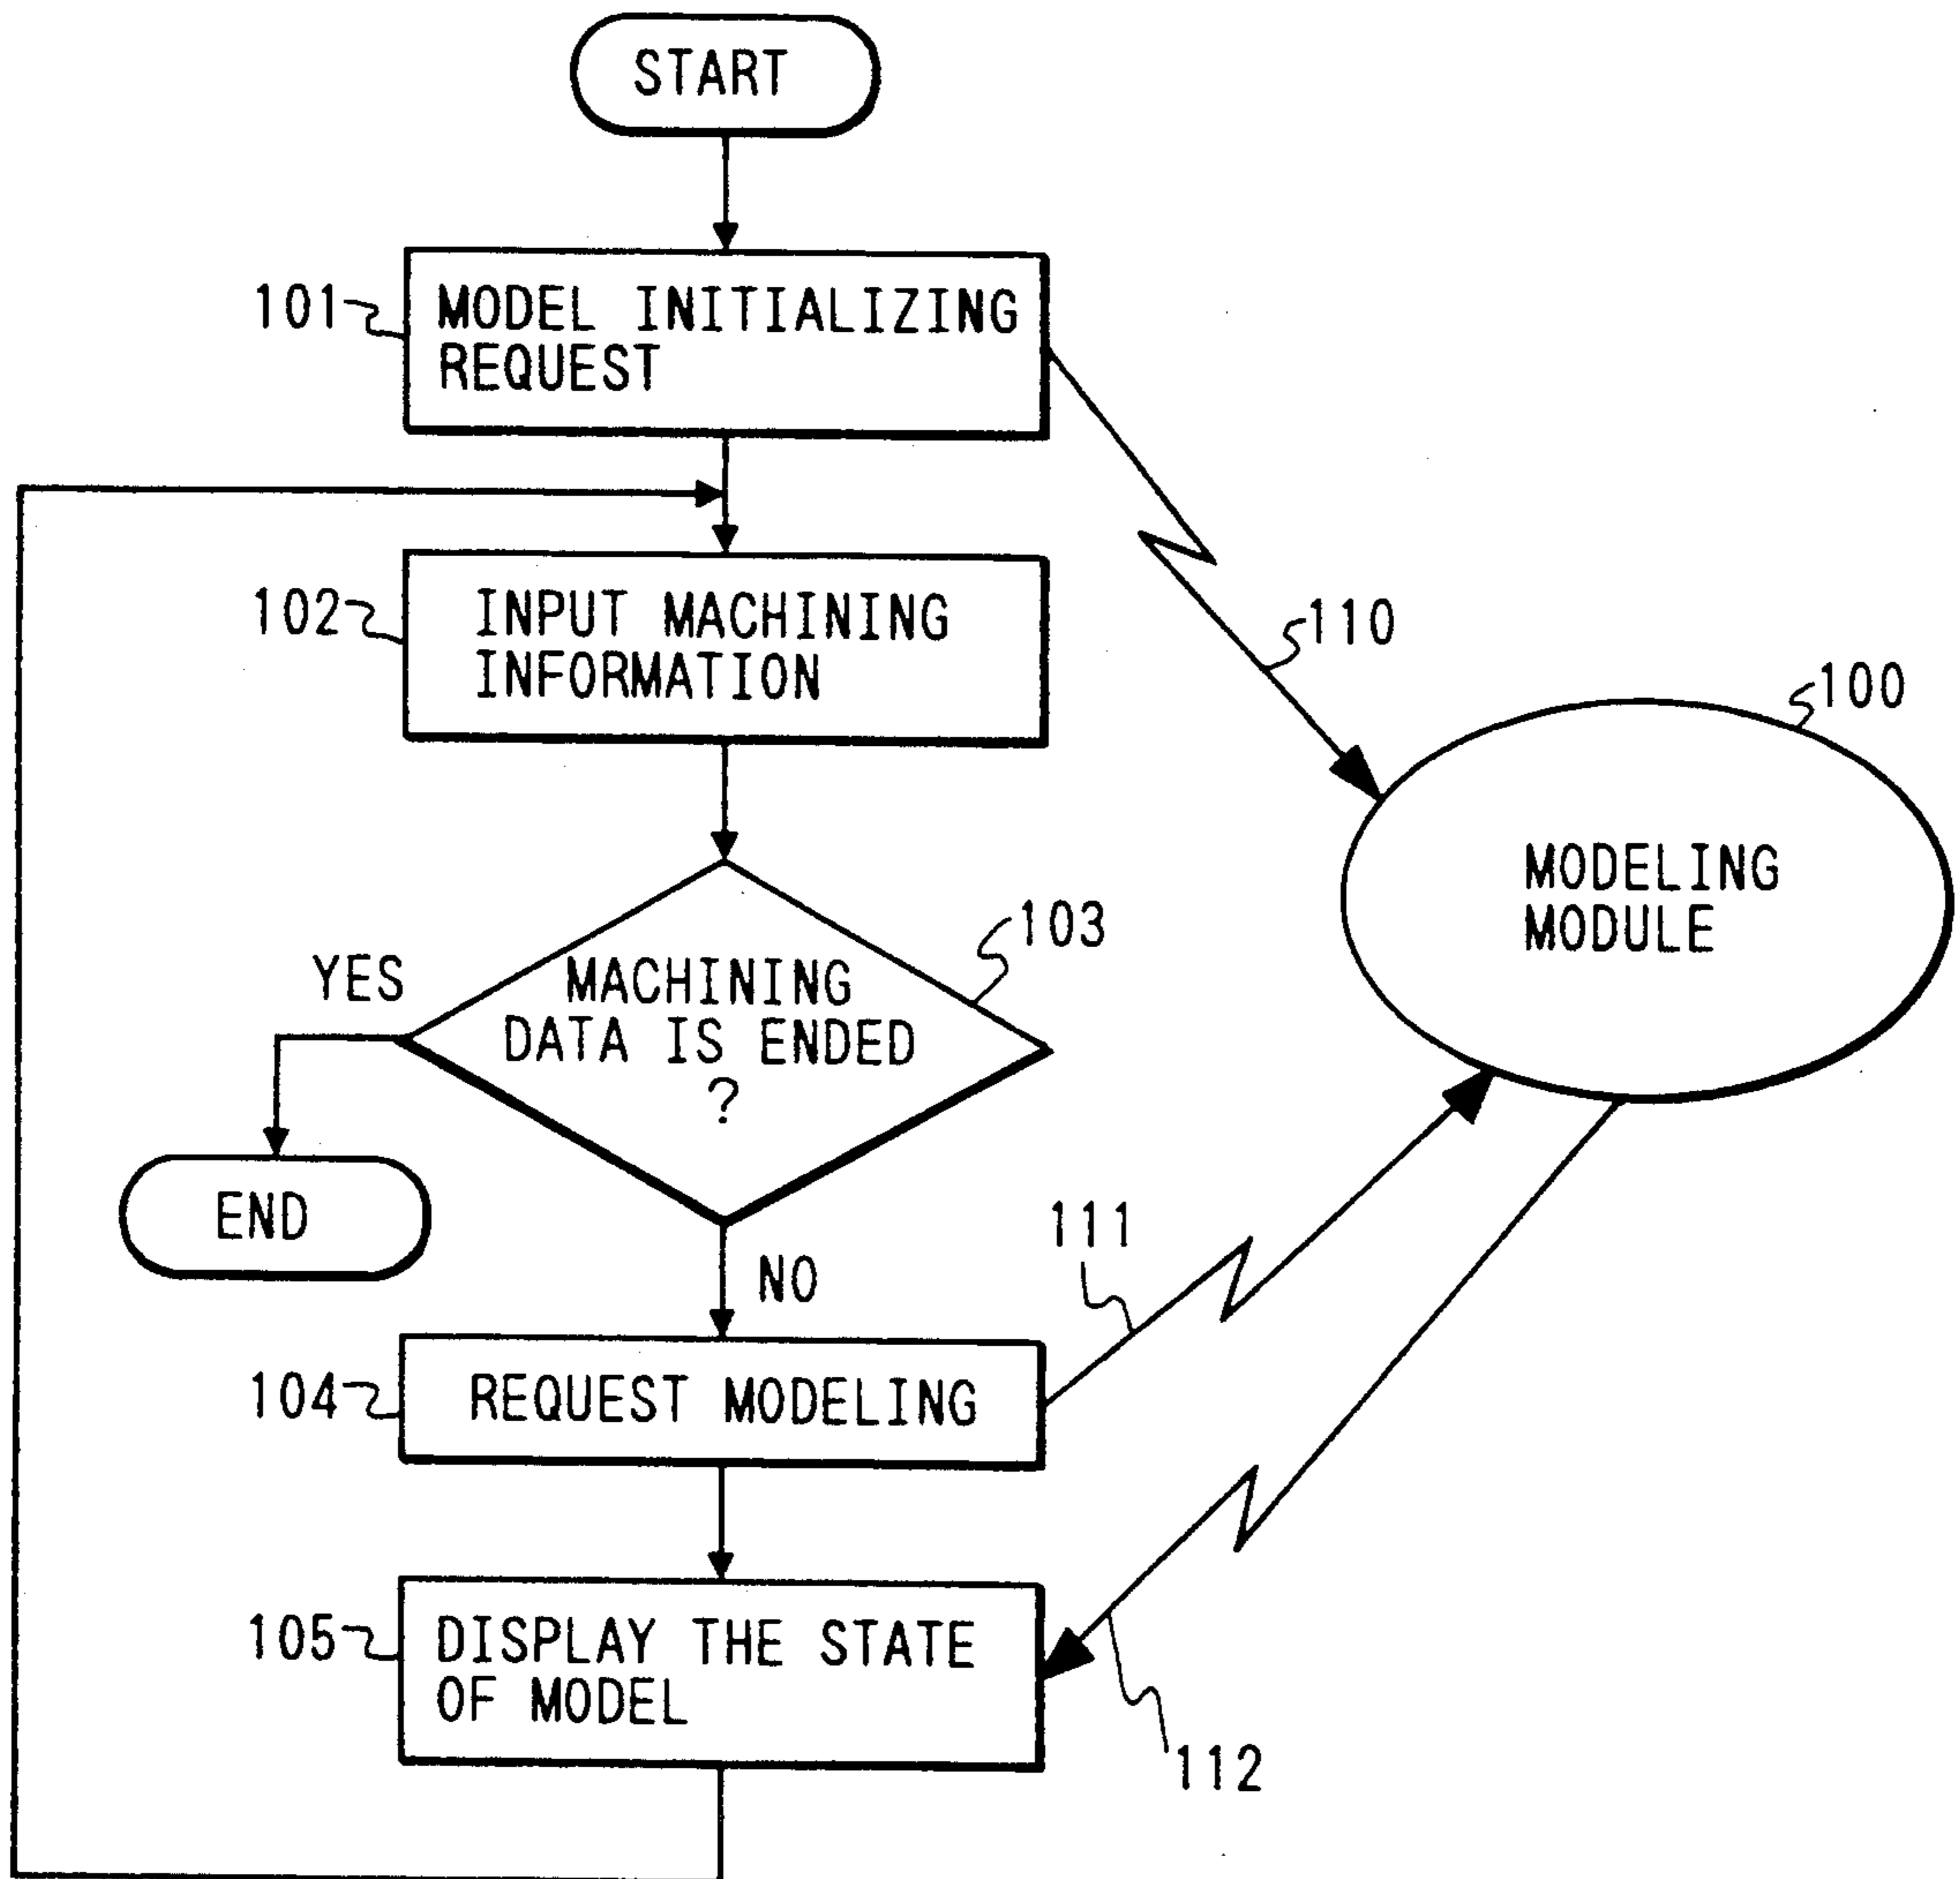 START
101
MODEL INITIALIZING
REQUEST
102
INPUT MACHINING
INFORMATION
110
100
MODELING
MODULE
103
YES
MACHINING
DATA IS ENDED
?
END
NO
111
104
REQUEST MODELING
105
DISPLAY THE STATE
OF MODEL
112